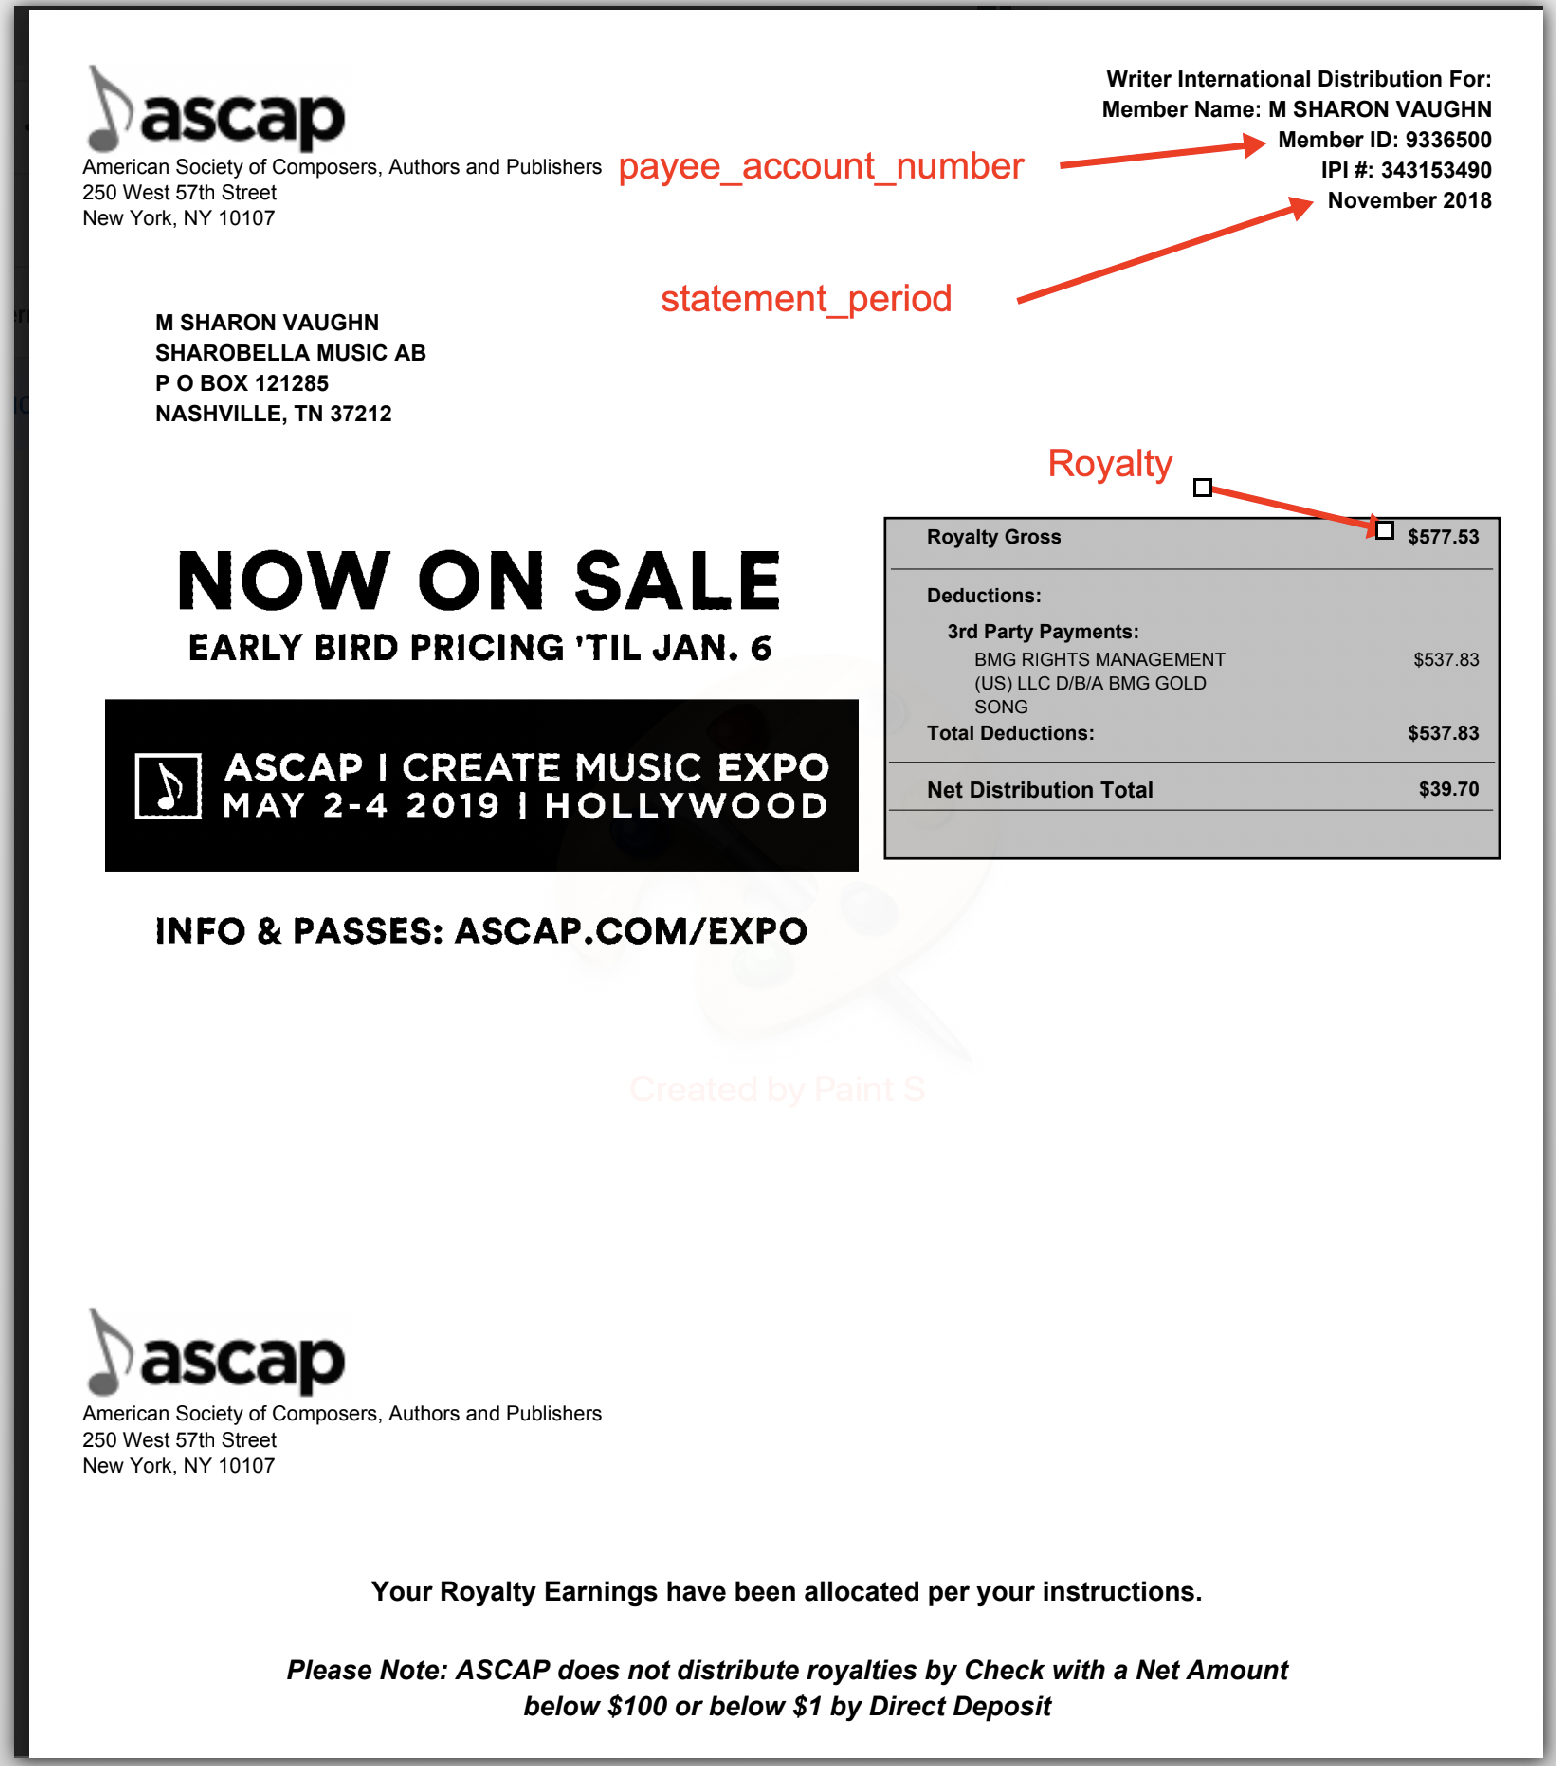 ascap
American Society of Composers, Authors and Publishers
250 West 57th Street
New York, NY 10107
Writer International Distribution For:
Member Name: M SHARON VAUGHN
Member ID: 9336500
IPI #: 343153490
November 2018
payee_account_number
statement_period
M SHARON VAUGHN
SHAROBELLA MUSIC AB
P O BOX 121285
NASHVILLE, TN 37212
Royalty
NOW ON SALE
EARLY BIRD PRICING 'TIL JAN. 6
ASCAP | CREATE MUSIC EXPO
MAY 2-4 2019 | HOLLYWOOD
INFO & PASSES: ASCAP.COM/EXPO
Royalty Gross $577.53
Deductions:
3rd Party Payments:
BMG RIGHTS MANAGEMENT $537.83
(US) LLC D/B/A BMG GOLD
SONG
Total Deductions: $537.83
Net Distribution Total $39.70
Created by Paint S
ascap
American Society of Composers, Authors and Publishers
250 West 57th Street
New York, NY 10107
Your Royalty Earnings have been allocated per your instructions.
Please Note: ASCAP does not distribute royalties by Check with a Net Amount
below $100 or below $1 by Direct Deposit